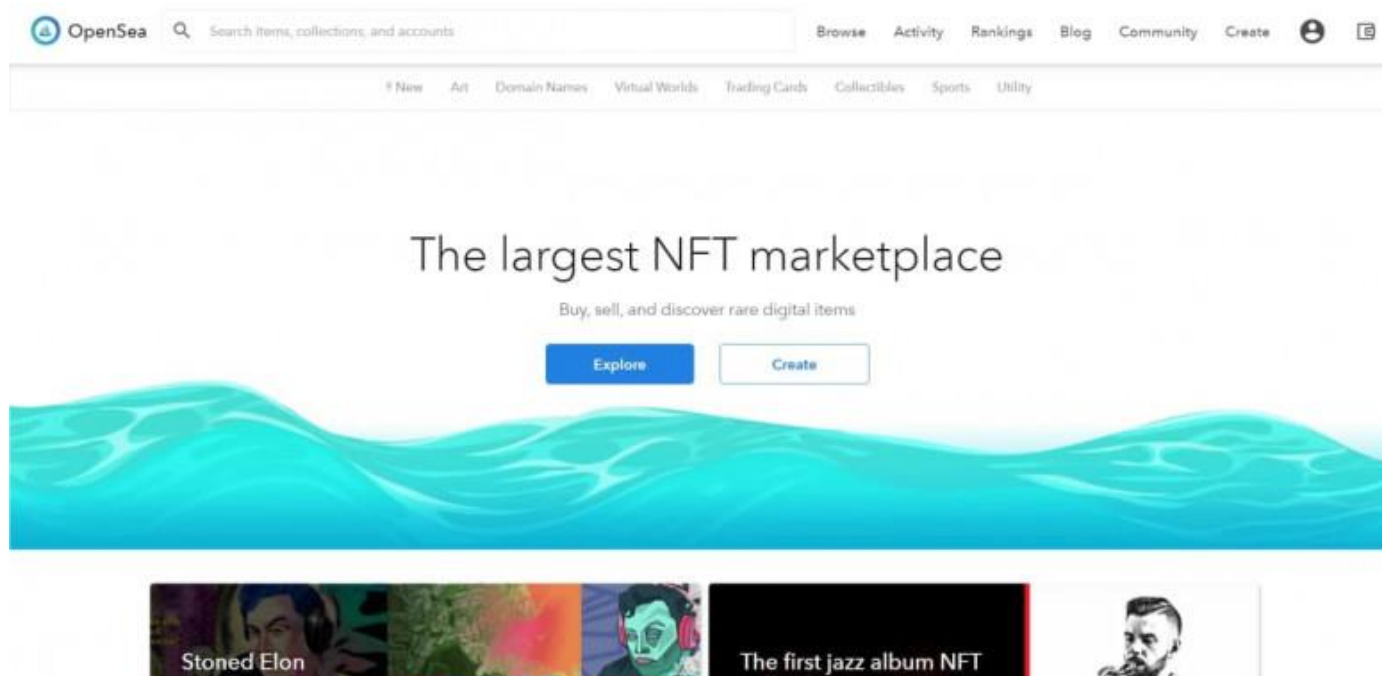 OpenSea Search items, collections, and accounts Browse Activity Rankings Blog Community Create
New Art Domain Names Virtual Worlds Trading Cards Collectibles Sports Utility
The largest NFT marketplace
Buy, sell, and discover rare digital items
Explore Create
Stoned Elon The first jazz album NFT